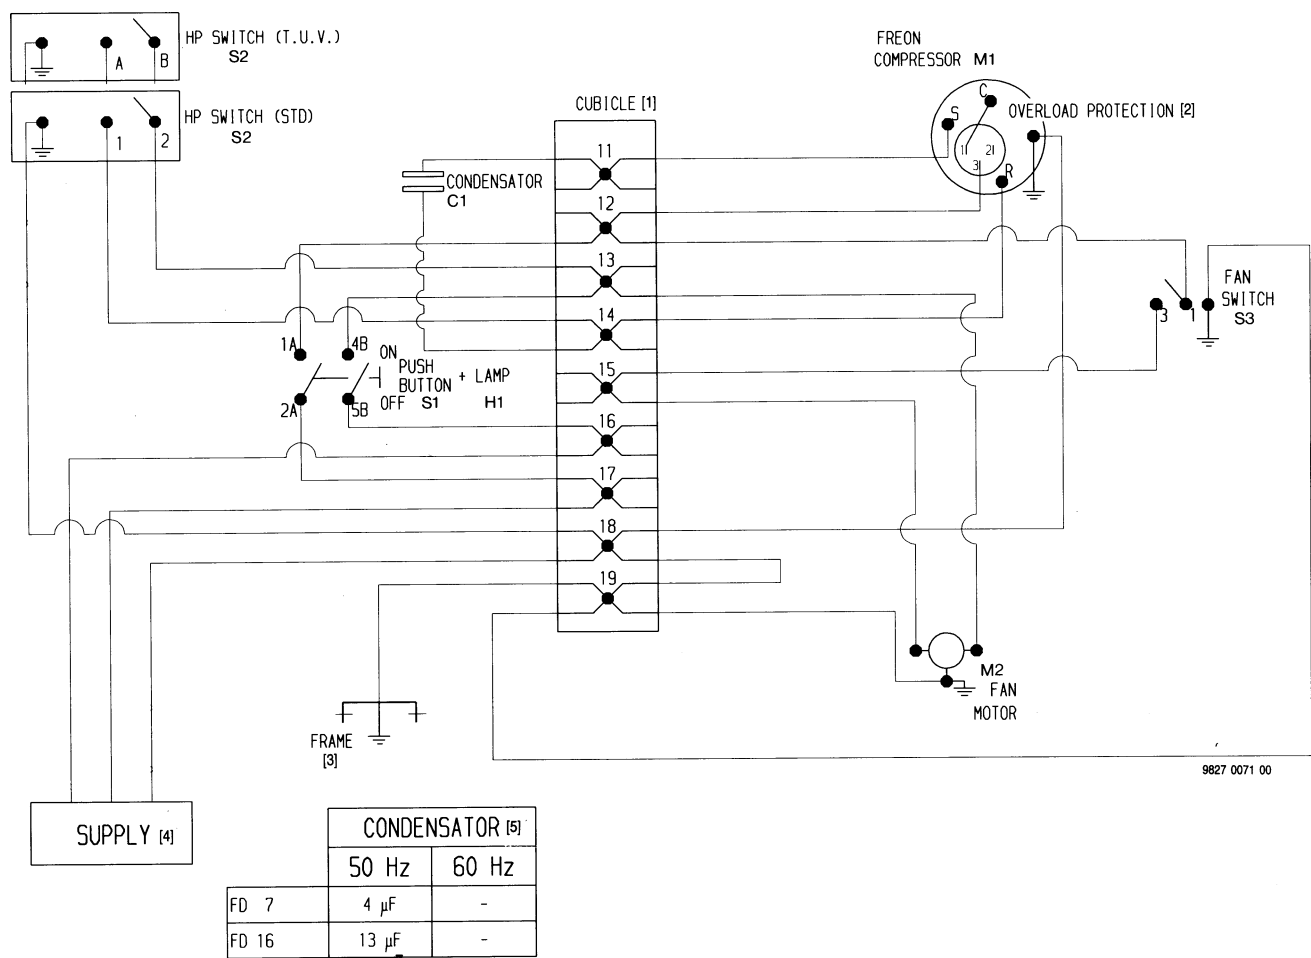 HP SWITCH (T.U.V.)
S2
A B
HP SWITCH (STD)
S2
1 2
CUBICLE [1]
FREON
COMPRESSOR M1
OVERLOAD PROTECTION [2]
C
S
11 21
3
R
CONDENSATOR
C1
11
12
13
14
15
16
17
18
19
FAN
SWITCH
S3
3 1
1A 4B
ON
PUSH
BUTTON + LAMP
OFF S1 H1
2A 5B
M2
FAN
MOTOR
FRAME
[3]
9827 0071 00
SUPPLY [4]
CONDENSATOR [5]
50 Hz 60 Hz
FD 7 4 µF -
FD 16 13 µF -